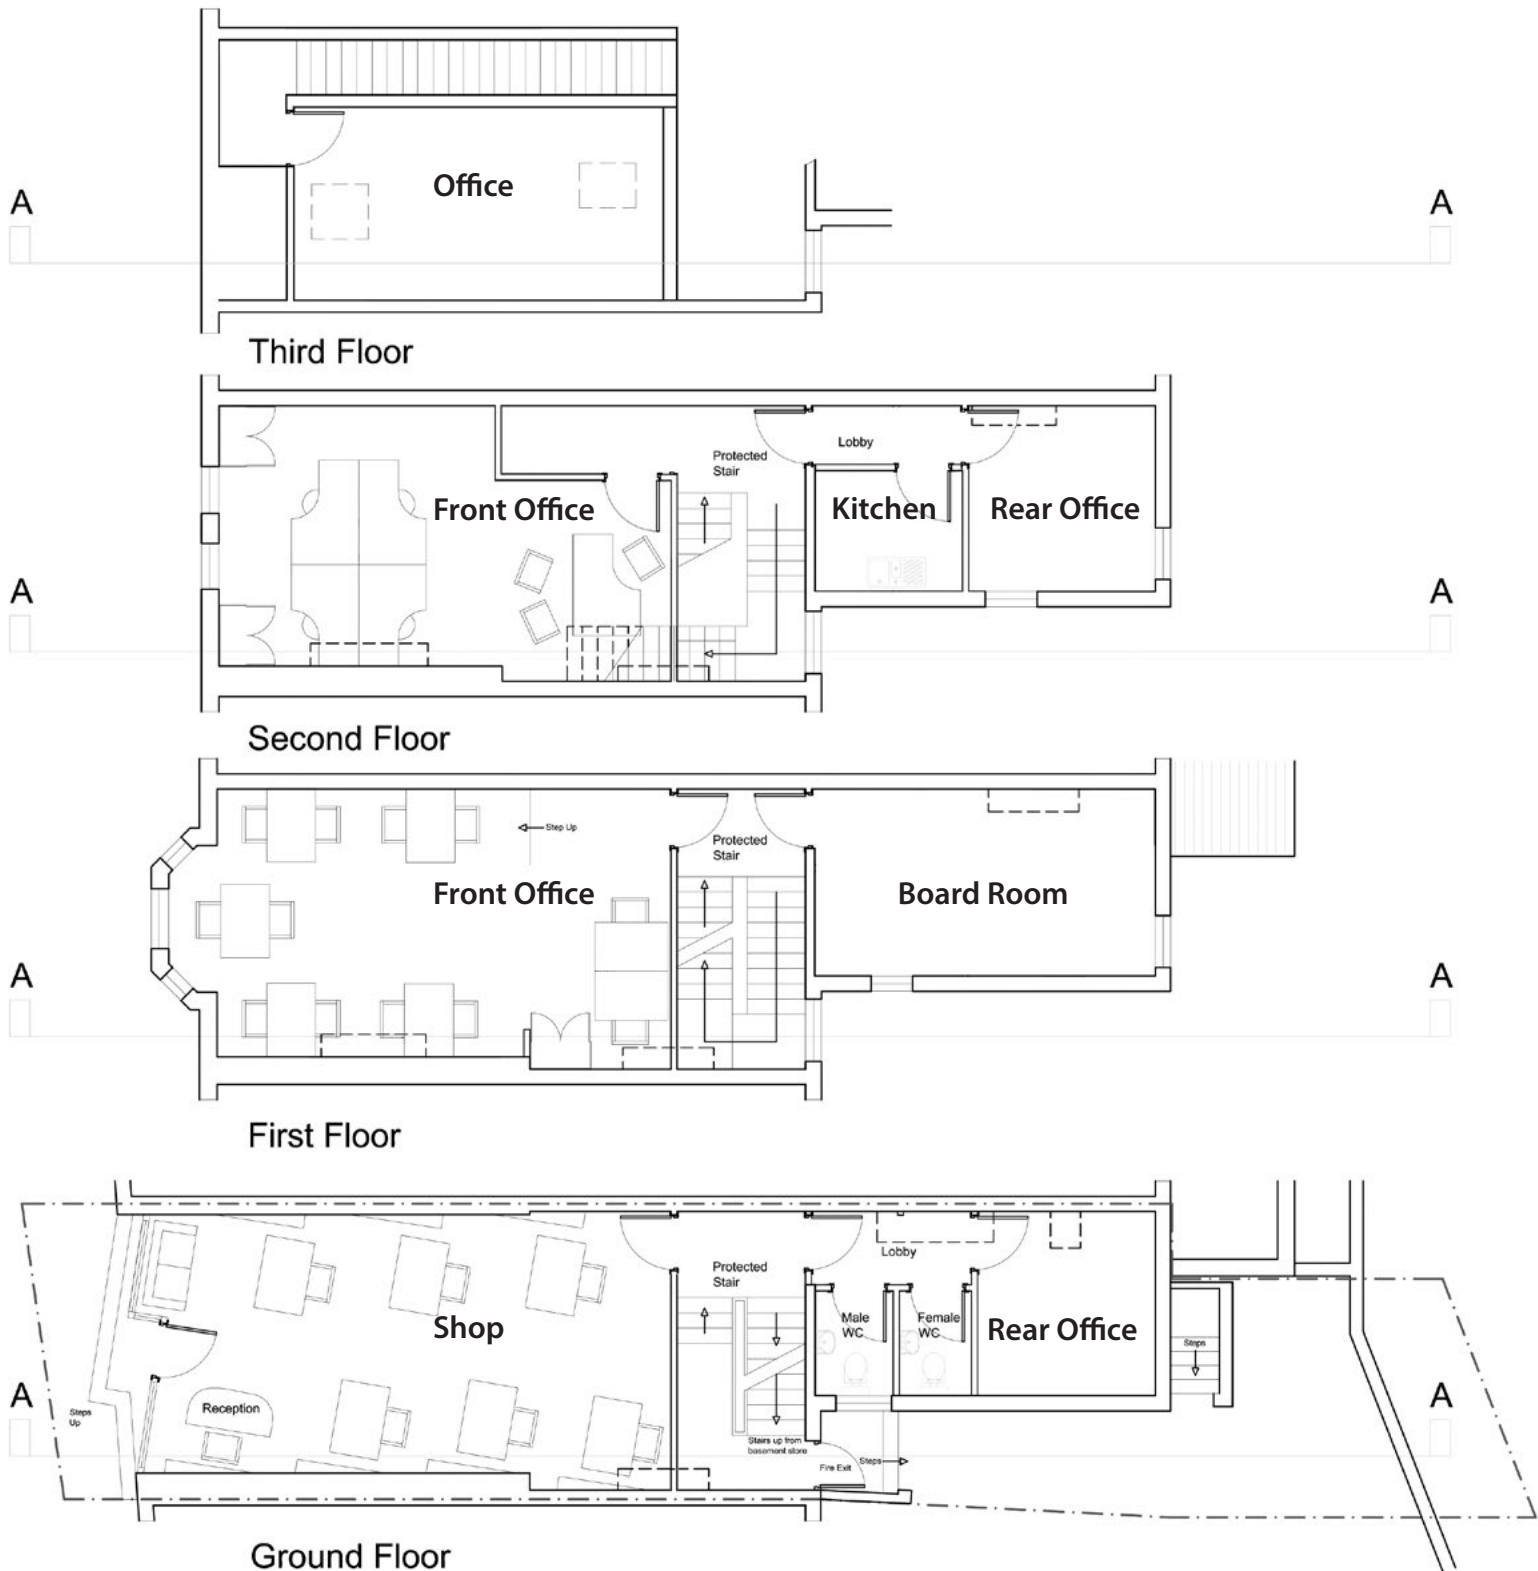 Office
A
A
Third Floor
Lobby
Protected
Stair
Front Office
Kitchen
Rear Office
A
A
Second Floor
Step Up
Protected
Stair
Front Office
Board Room
A
A
First Floor
Lobby
Protected
Stair
Male
WC
Female
WC
Shop
Rear Office
Steps
A
A
Reception
Steps
Up
Stairs up from
basement store
Fire Exit
Steps
Ground Floor